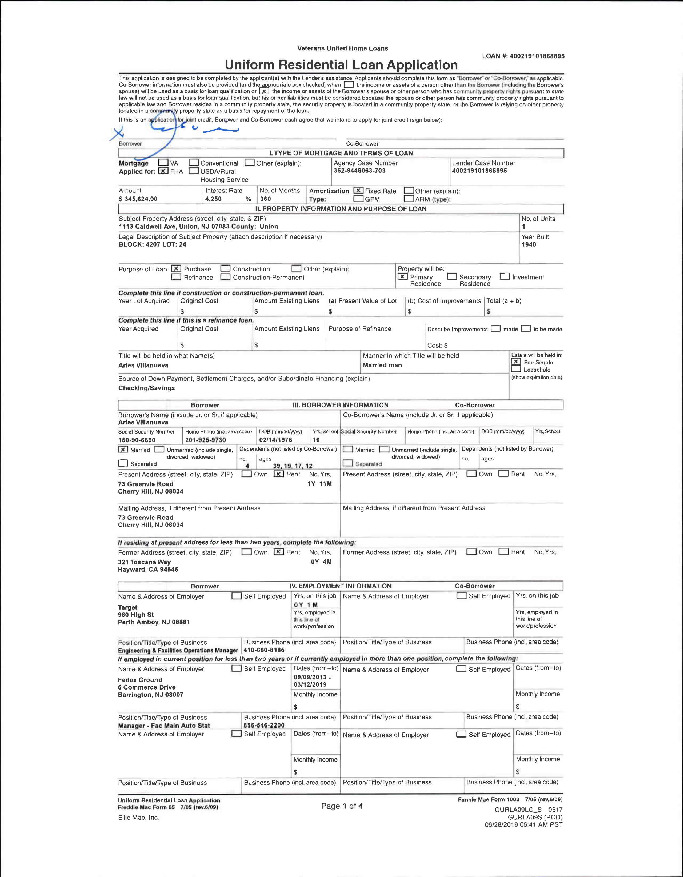 Veterans United Home Loans
LOAN #: 400219101868895
Uniform Residential Loan Application
This application is designed to be completed by the applicant(s) with the Lender's assistance. Applicants should complete this form as "Borrower" or "Co-Borrower," as applicable.
Co-Borrower information must also be provided (and the appropriate box checked) when the income or assets of a person other than the Borrower (including the Borrower's
spouse) will be used as a basis for loan qualification or the income or assets of the Borrower's spouse or other person who has community property rights pursuant to state
law will not be used as a basis for loan qualification, but his or her liabilities must be considered because the spouse or other person has community property rights pursuant to
applicable law and Borrower resides in a community property state, the security property is located in a community property state, or the Borrower is relying on other property
located in a community property state as a basis for repayment of the loan.
If this is an application for joint credit, Borrower and Co-Borrower each agree that we intend to apply for joint credit (sign below):
Borrower Co-Borrower
I. TYPE OF MORTGAGE AND TERMS OF LOAN
Mortgage VA Conventional Other (explain): Agency Case Number Lender Case Number
Applied for: X FHA USDA/Rural 352-9446063-703 400219101868895
Housing Service
Amount Interest Rate No. of Months Amortization X Fixed Rate Other (explain):
$ 4.250 % 360 Type: GPM ARM (type):
II. PROPERTY INFORMATION AND PURPOSE OF LOAN
Subject Property Address (street, city, state, & ZIP) No. of Units
1113 Caldwell Ave, Union, NJ 07083 County: Union 1
Legal Description of Subject Property (attach description if necessary) Year Built
BLOCK: 4207 LOT: 24 1940
Purpose of Loan X Purchase Construction Other (explain): Property will be:
Refinance Construction-Permanent X Primary Residence Secondary Residence Investment
Complete this line if construction or construction-permanent loan.
Year Lot Acquired Original Cost Amount Existing Liens (a) Present Value of Lot (b) Cost of Improvements Total (a + b)
$ $ $ $ $
Complete this line if this is a refinance loan.
Year Acquired Original Cost Amount Existing Liens Purpose of Refinance Describe Improvements made to be made
$ $ Cost: $
Title will be held in what Name(s) Manner in which Title will be held Estate will be held in:
Aries Villanueva Married man X Fee Simple
Leasehold
Source of Down Payment, Settlement Charges, and/or Subordinate Financing (explain) (show expiration date)
Checking/Savings
Borrower III. BORROWER INFORMATION Co-Borrower
Borrower's Name (include Jr. or Sr. if applicable) Co-Borrower's Name (include Jr. or Sr. if applicable)
Aries Villanueva
Social Security Number Home Phone (incl. area code) DOB (mm/dd/yyyy) Yrs. School Social Security Number Home Phone (incl. area code) DOB (mm/dd/yyyy) Yrs. School
201-925-9730 02/14/1976 16
X Married Unmarried (include single, Dependents (not listed by Co-Borrower) Married Unmarried (include single, Dependents (not listed by Borrower)
Separated divorced, widowed) no. 4 ages 39, 19, 17, 12 Separated divorced, widowed) no. ages
Present Address (street, city, state, ZIP) Own X Rent No. Yrs. Present Address (street, city, state, ZIP) Own Rent No. Yrs.
73 Greenvle Road 1Y 11M
Cherry Hill, NJ 08034
Mailing Address, if different from Present Address Mailing Address, if different from Present Address
73 Greenvle Road
Cherry Hill, NJ 08034
If residing at present address for less than two years, complete the following:
Former Address (street, city, state, ZIP) Own X Rent No. Yrs. Former Address (street, city, state, ZIP) Own Rent No. Yrs.
321 Toscana Way 0Y 4M
Hayward, CA 94545
Borrower IV. EMPLOYMENT INFORMATION Co-Borrower
Name & Address of Employer Self Employed Yrs. on this job Name & Address of Employer Self Employed Yrs. on this job
0Y 1 M
Target Yrs. employed in Yrs. employed in
960 High St this line of this line of
Perth Amboy, NJ 08861 work/profession work/profession
Position/Title/Type of Business Business Phone (incl. area code) Position/Title/Type of Business Business Phone (incl. area code)
Engineering & Facilities Operations Manager
If employed in current position for less than two years or if currently employed in more than one position, complete the following:
Name & Address of Employer Self Employed Dates (from–to) Name & Address of Employer Self Employed Dates (from–to)
09/09/2013 -
Fedex Ground 03/12/2019
6 Commerce Drive
Barrington, NJ 08007 Monthly Income Monthly Income
$ $
Position/Title/Type of Business Business Phone (incl. area code) Position/Title/Type of Business Business Phone (incl. area code)
Manager - Fac Main Auto Stat
Name & Address of Employer Self Employed Dates (from–to) Name & Address of Employer Self Employed Dates (from–to)
Monthly Income Monthly Income
$ $
Position/Title/Type of Business Business Phone (incl. area code) Position/Title/Type of Business Business Phone (incl. area code)
Uniform Residential Loan Application Fannie Mae Form 1003 7/05 (rev.6/09)
Freddie Mac Form 65 7/05 (rev.6/09) Page 1 of 4
Ellie Mae, Inc.
06:41 AM PST